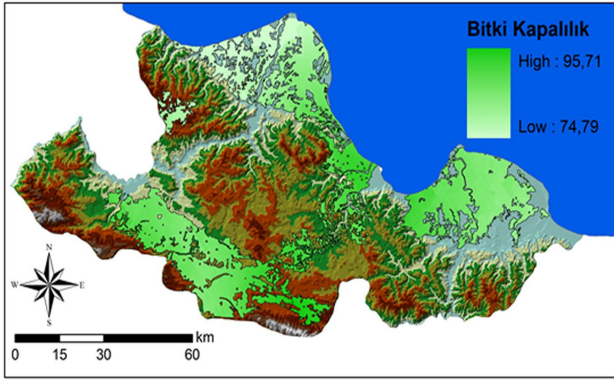 Bitki Kapalılık
High : 95,71
Low : 74,79
N
W E
S
km
0 15 30 60